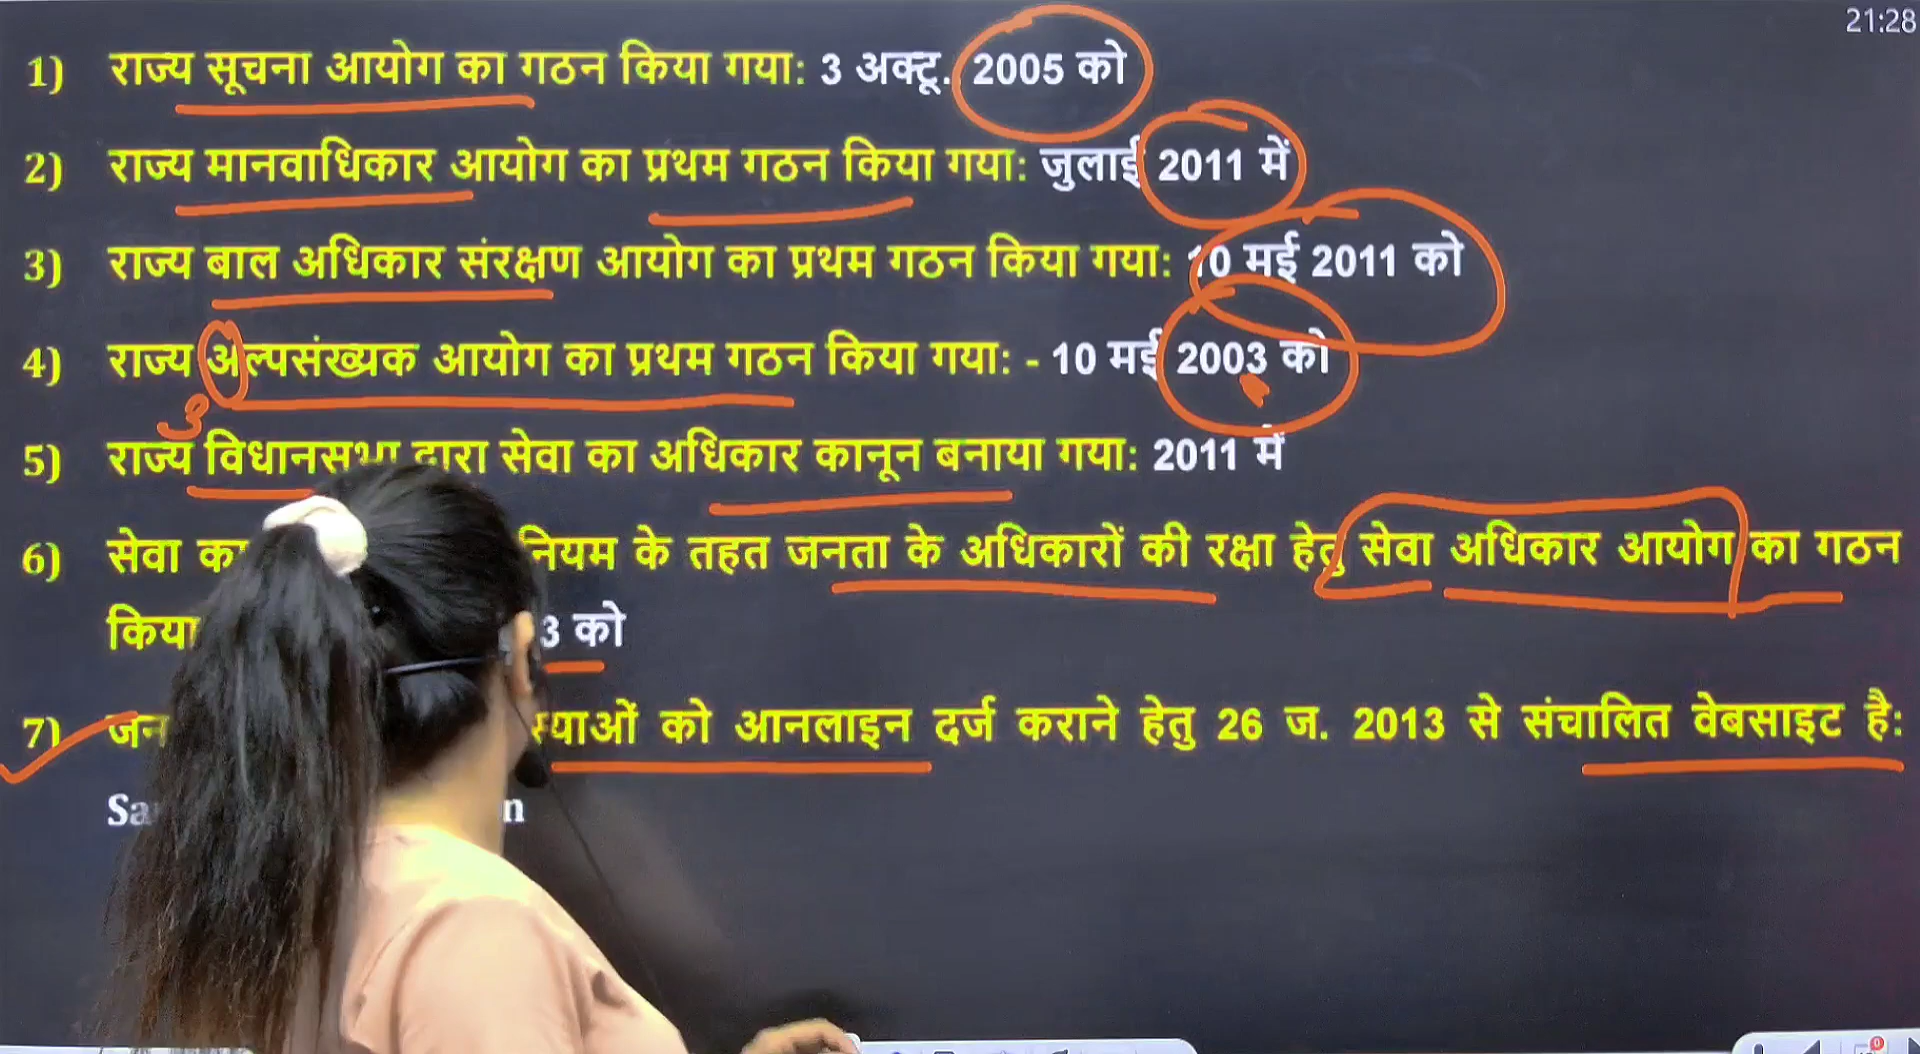 21:28
1) राज्य सूचना आयोग का गठन किया गया: 3 अक्टू. 2005 को
2) राज्य मानवाधिकार आयोग का प्रथम गठन किया गया: जुलाई 2011 में
3) राज्य बाल अधिकार संरक्षण आयोग का प्रथम गठन किया गया: 10 मई 2011 को
4) राज्य अल्पसंख्यक आयोग का प्रथम गठन किया गया: - 10 मई 2003 को
3
5) राज्य विधानसभा द्वारा सेवा का अधिकार कानून बनाया गया: 2011 में
6) सेवा के तहत जनता के अधिकारों की रक्षा हेतु सेवा अधिकार आयोग का गठन
3 को
7) को आनलाइन दर्ज कराने हेतु 26 ज. 2013 से संचालित वेबसाइट है: